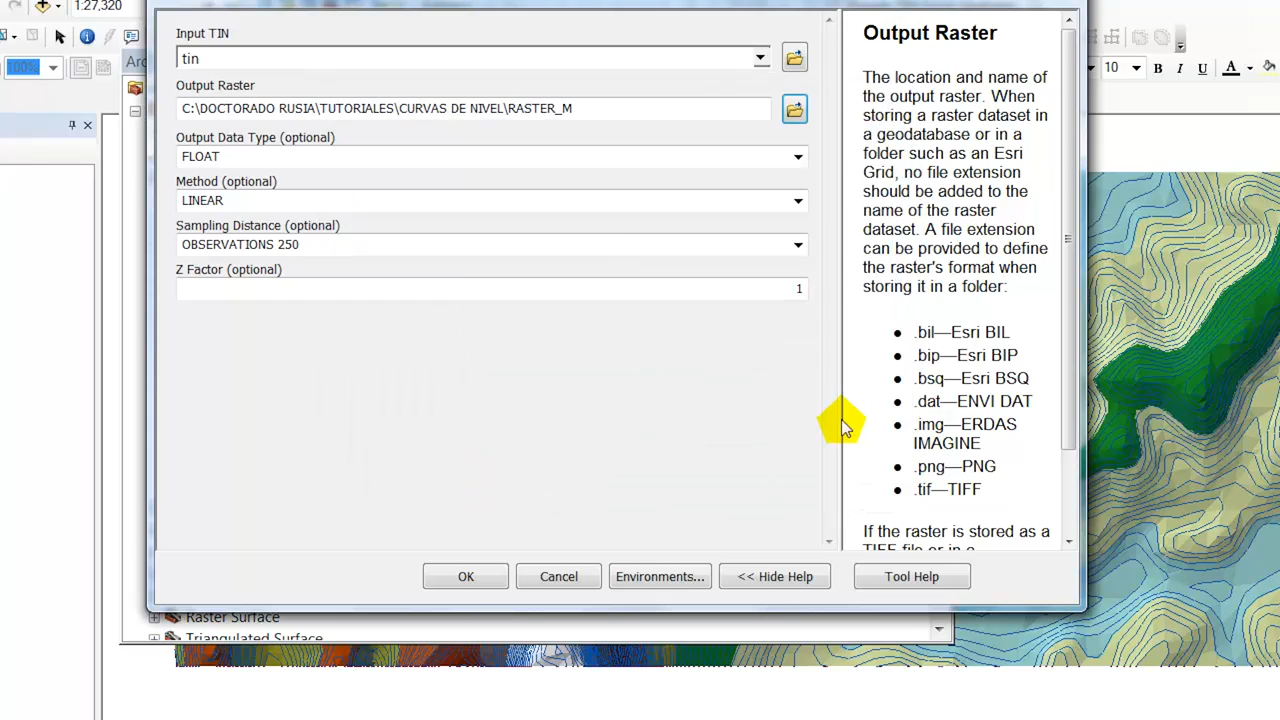 1:27,320
100%
Arc
10
B I U A
Input TIN
tin
Output Raster
C:\DOCTORADO RUSIA\TUTORIALES\CURVAS DE NIVEL\RASTER_M
Output Data Type (optional)
FLOAT
Method (optional)
LINEAR
Sampling Distance (optional)
OBSERVATIONS 250
Z Factor (optional)
1
Output Raster
The location and name of
the output raster. When
storing a raster dataset in
a geodatabase or in a
folder such as an Esri
Grid, no file extension
should be added to the
name of the raster
dataset. A file extension
can be provided to define
the raster's format when
storing it in a folder:
● .bil—Esri BIL
● .bip—Esri BIP
● .bsq—Esri BSQ
● .dat—ENVI DAT
● .img—ERDAS
IMAGINE
● .png—PNG
● .tif—TIFF
If the raster is stored as a
TIFF file or in a
OK Cancel Environments... << Hide Help Tool Help
Raster Surface
Triangulated Surface